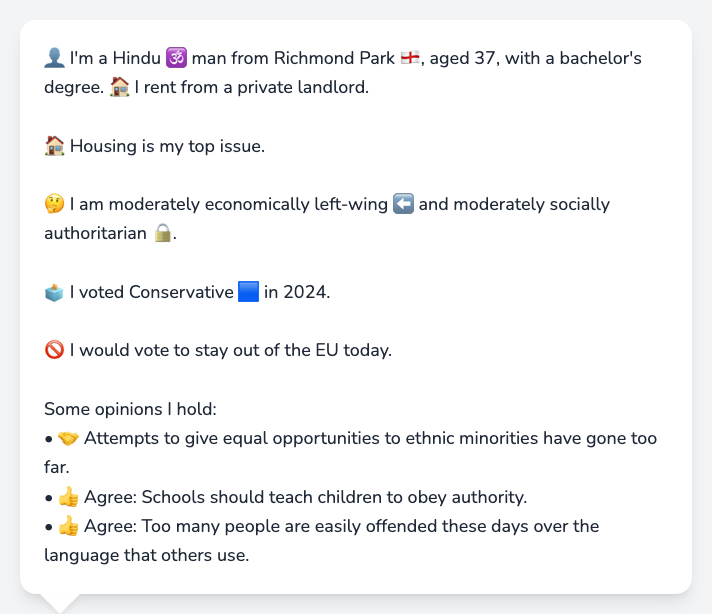 👤 I'm a Hindu 🕉️ man from Richmond Park 🏴󠁧󠁢󠁥󠁮󠁧󠁿, aged 37, with a bachelor's
degree. 🏠 I rent from a private landlord.
🏠 Housing is my top issue.
🤔 I am moderately economically left-wing ⬅️ and moderately socially
authoritarian 🔒.
🗳️ I voted Conservative 🟦 in 2024.
🚫 I would vote to stay out of the EU today.
Some opinions I hold:
• 🤝 Attempts to give equal opportunities to ethnic minorities have gone too
far.
• 👍 Agree: Schools should teach children to obey authority.
• 👍 Agree: Too many people are easily offended these days over the
language that others use.